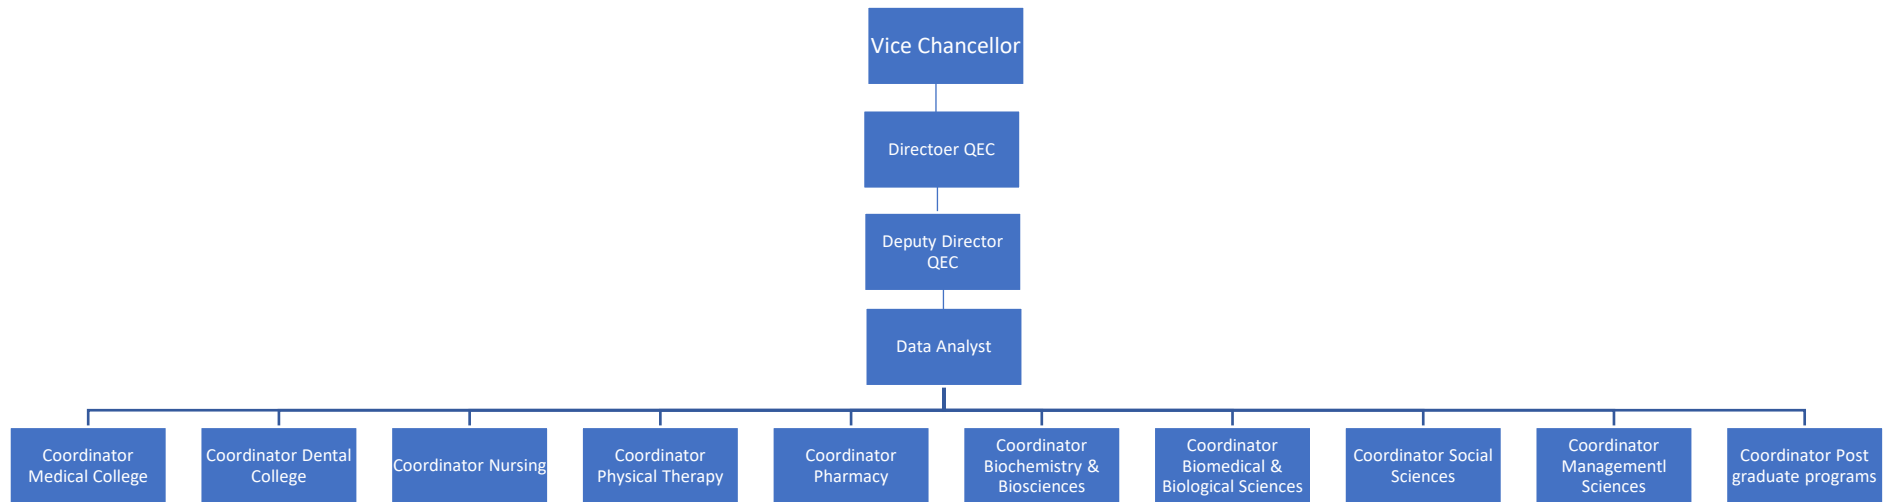 Vice Chancellor
Directoer QEC
Deputy Director
QEC
Data Analyst
Coordinator
Medical College
Coordinator Dental
College
Coordinator Nursing
Coordinator
Physical Therapy
Coordinator
Pharmacy
Coordinator
Biochemistry &
Biosciences
Coordinator
Biomedical &
Biological Sciences
Coordinator Social
Sciences
Coordinator
Managementl
Sciences
Coordinator Post
graduate programs